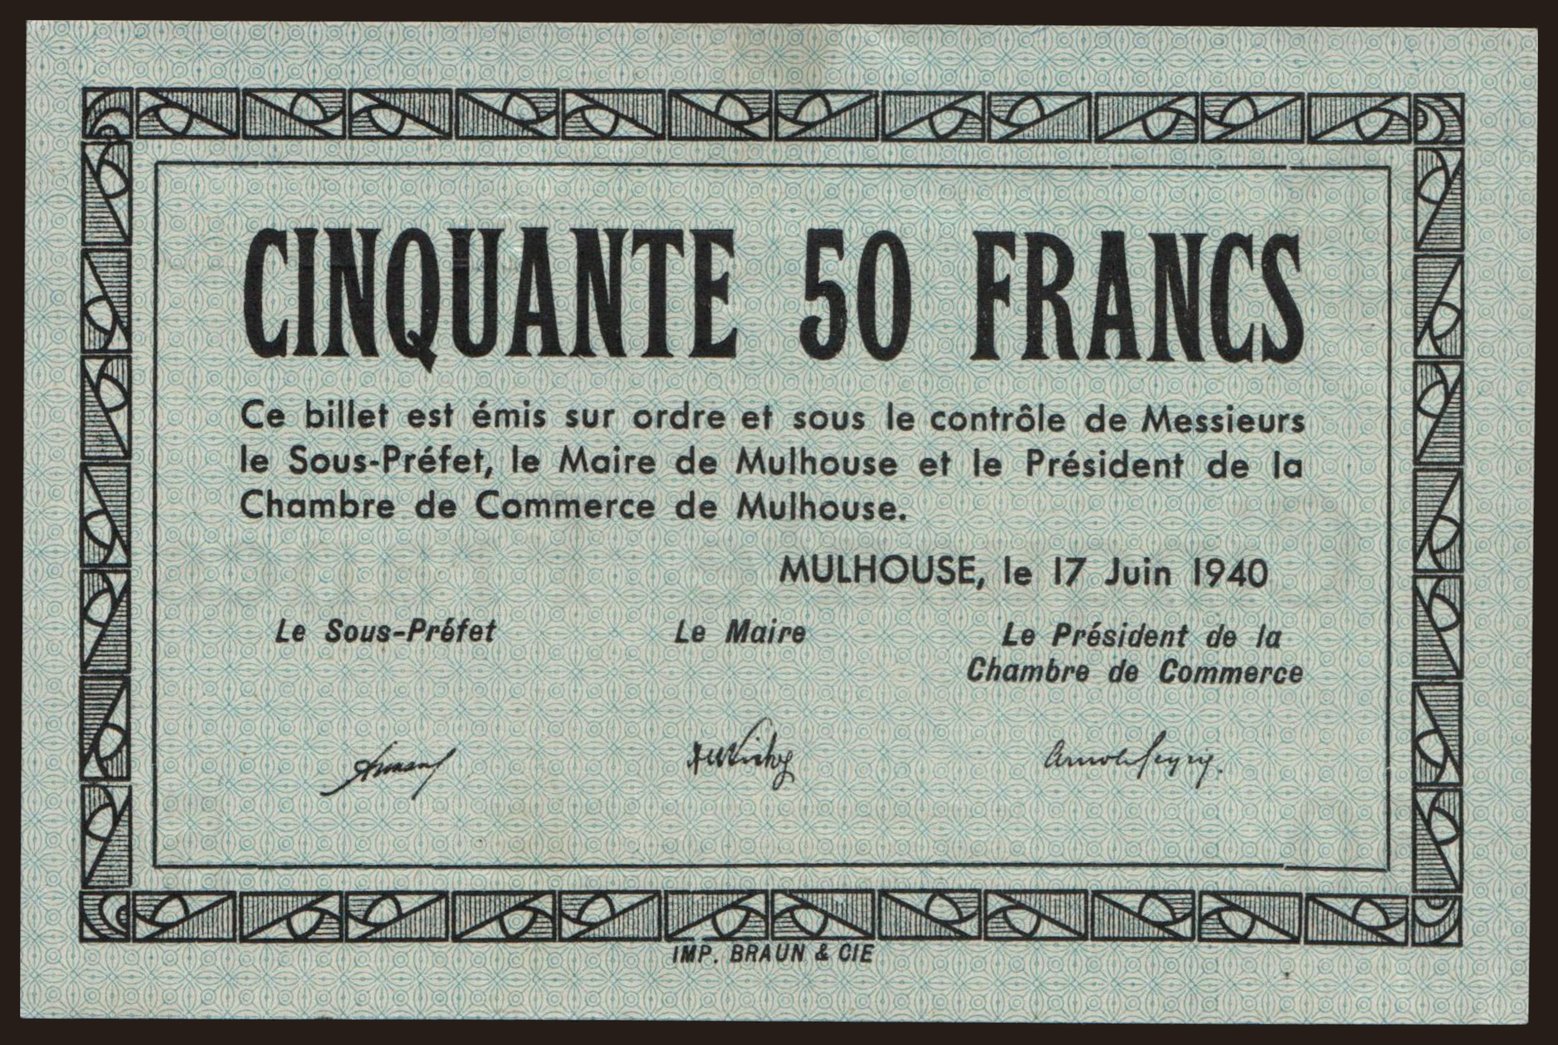 CINQUANTE 50 FRANCS
Ce billet est émis sur ordre et sous le contrôle de Messieurs
le Sous-Préfet, le Maire de Mulhouse et le Président de la
Chambre de Commerce de Mulhouse.
MULHOUSE, le 17 Juin 1940
Le Sous-Préfet
Le Maire
Le Président de la
Chambre de Commerce
IMP. BRAUN & CIE